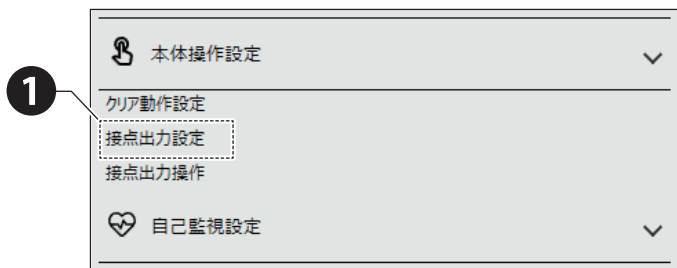 本体操作設定
1
クリア動作設定
接点出力設定
接点出力操作
自己監視設定